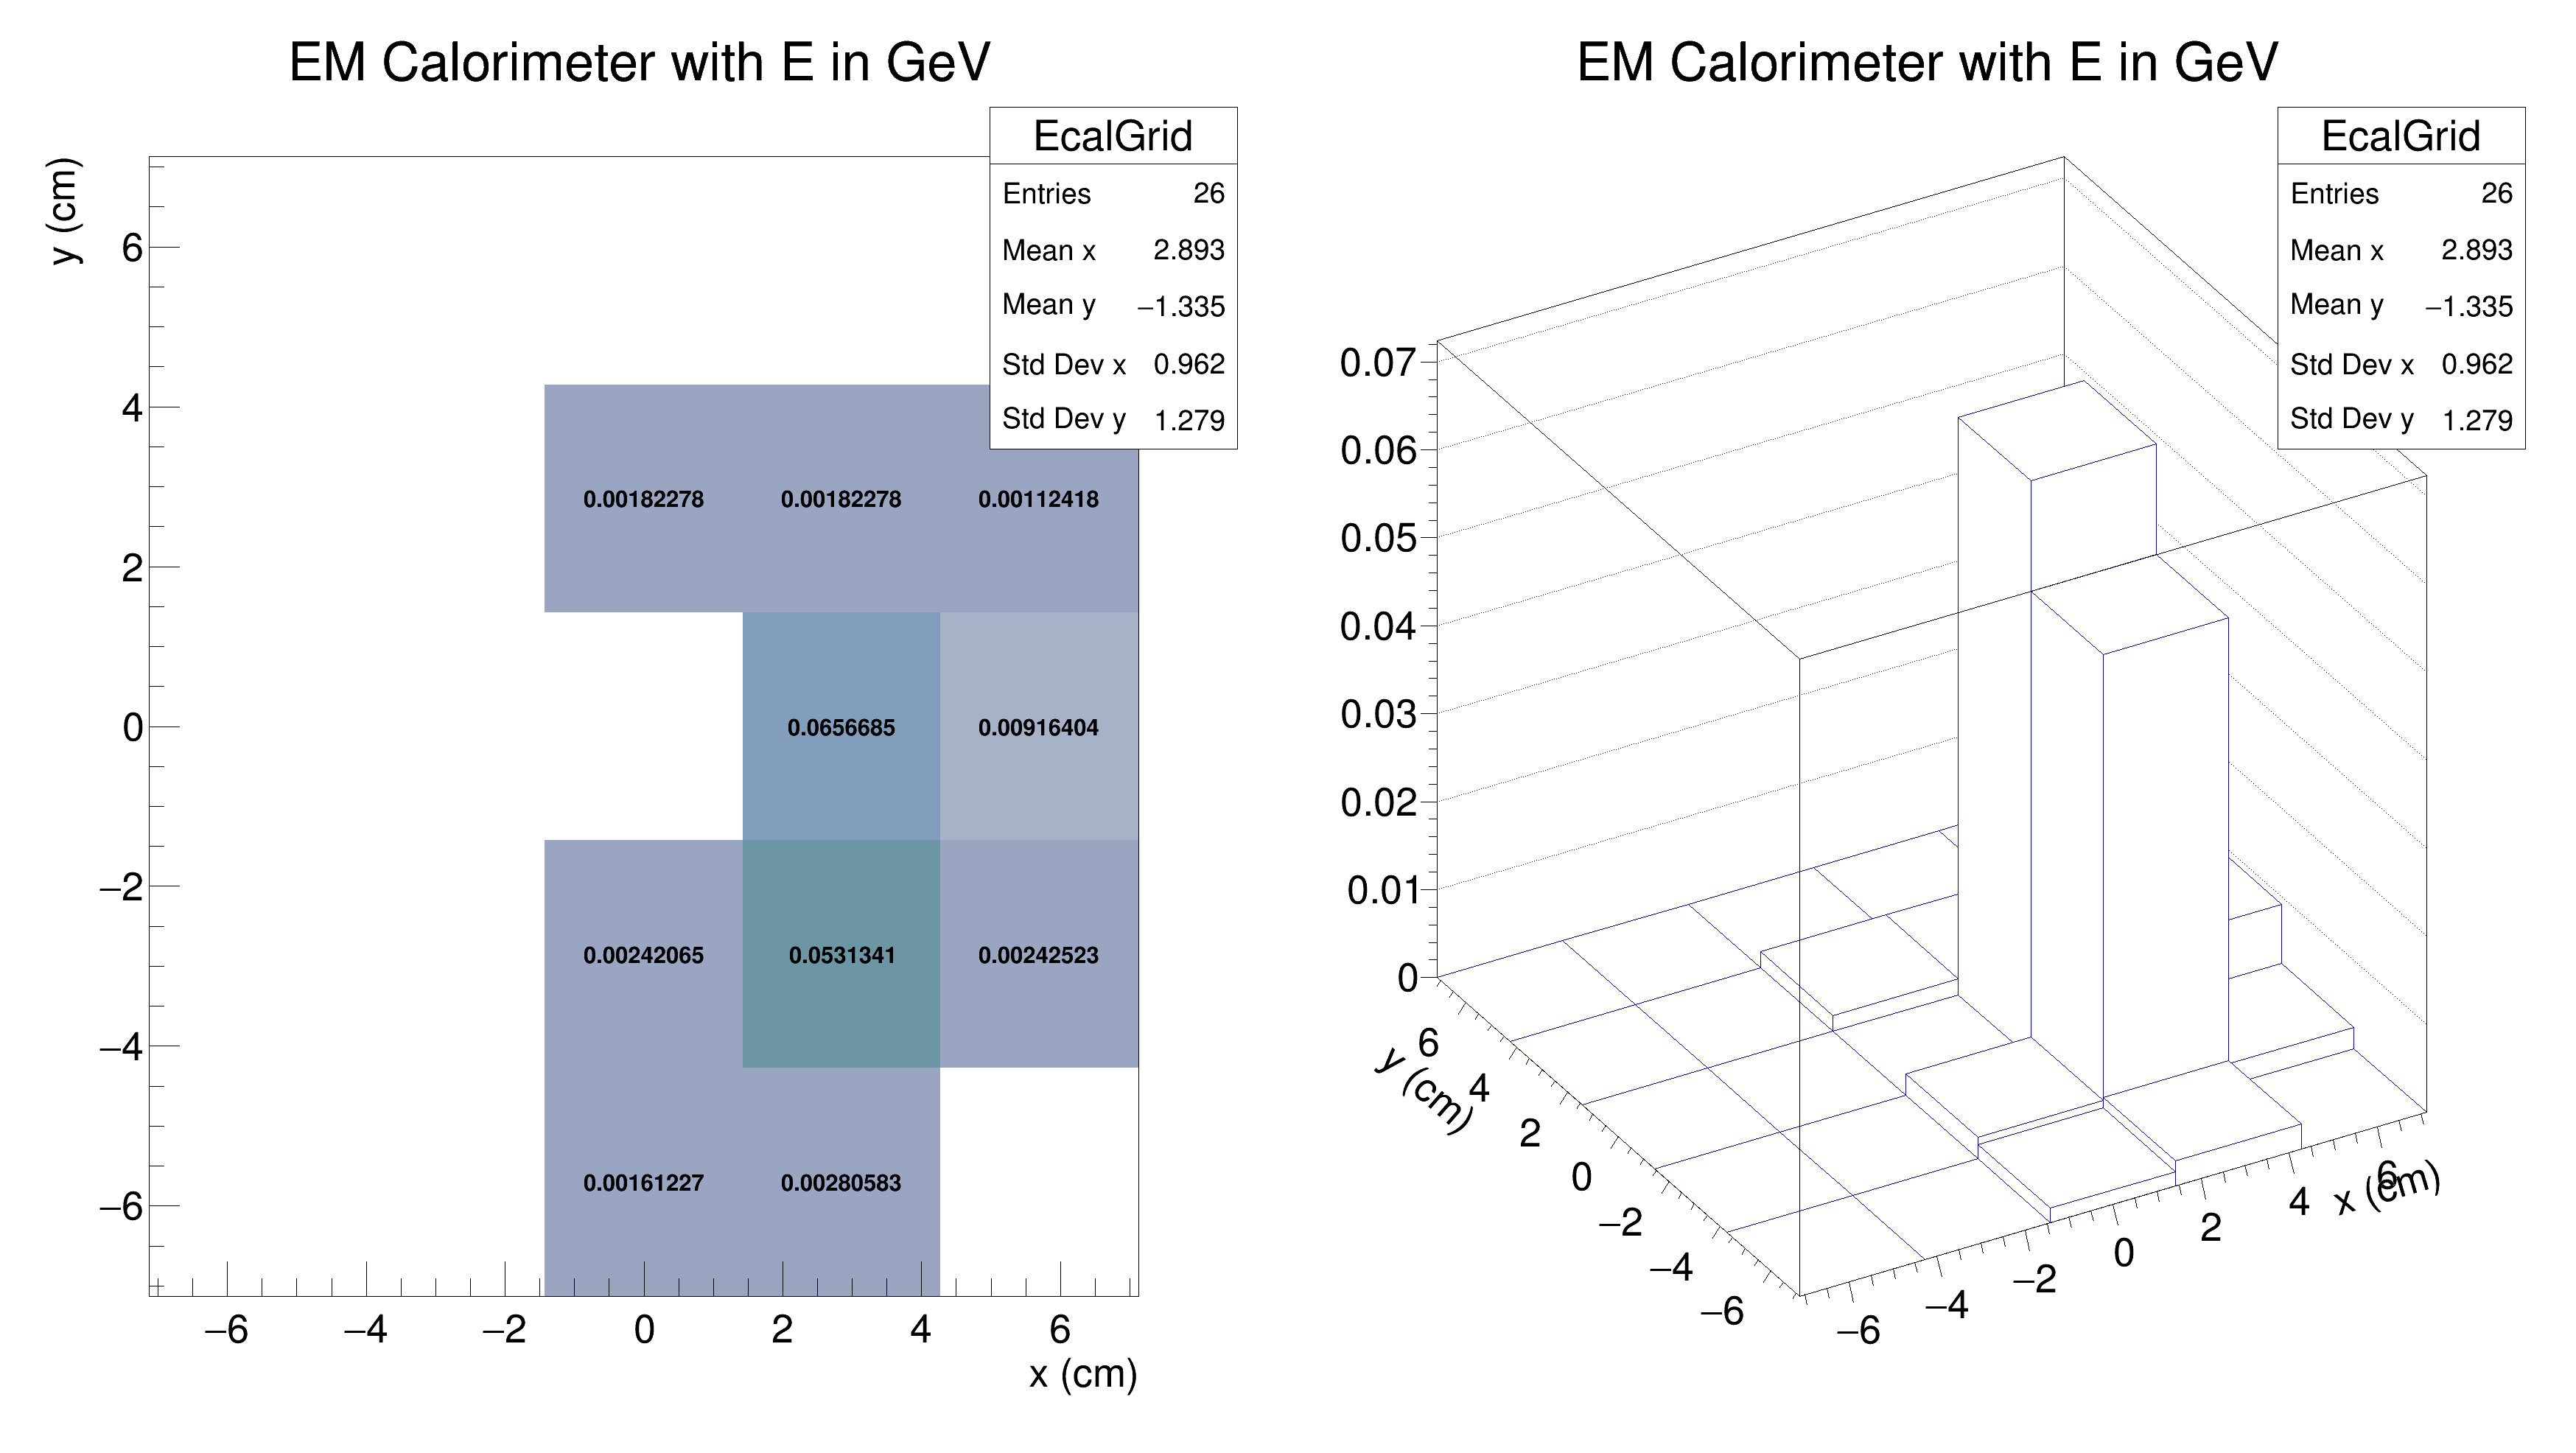 EM Calorimeter with E in GeV
EcalGrid
Entries 26
Mean x 2.893
Mean y −1.335
Std Dev x 0.962
Std Dev y 1.279
y (cm)
6
4
2
0
−2
−4
−6
0.00182278 0.00182278 0.00112418
0.0656685 0.00916404
0.00242065 0.0531341 0.00242523
0.00161227 0.00280583
−6 −4 −2 0 2 4 6
x (cm)
EM Calorimeter with E in GeV
EcalGrid
Entries 26
Mean x 2.893
Mean y −1.335
Std Dev x 0.962
Std Dev y 1.279
0.07
0.06
0.05
0.04
0.03
0.02
0.01
0
y (cm)
6
4
2
0
−2
−4
−6
−6
−4
−2
0
2
4
6
x (cm)